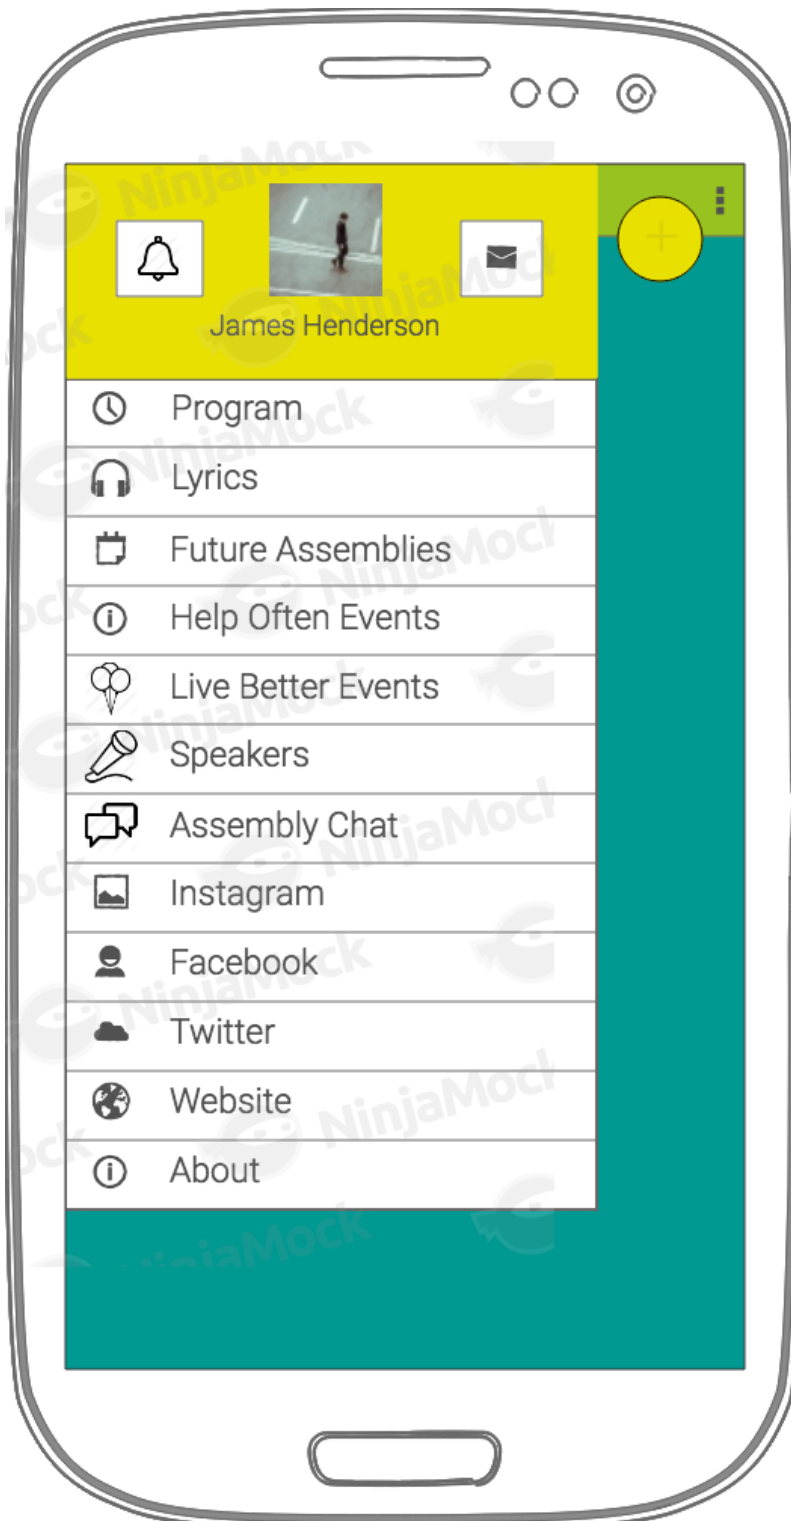 James Henderson
Program
Lyrics
Future Assemblies
Help Often Events
Live Better Events
Speakers
Assembly Chat
Instagram
Facebook
Twitter
Website
About
NinjaMock